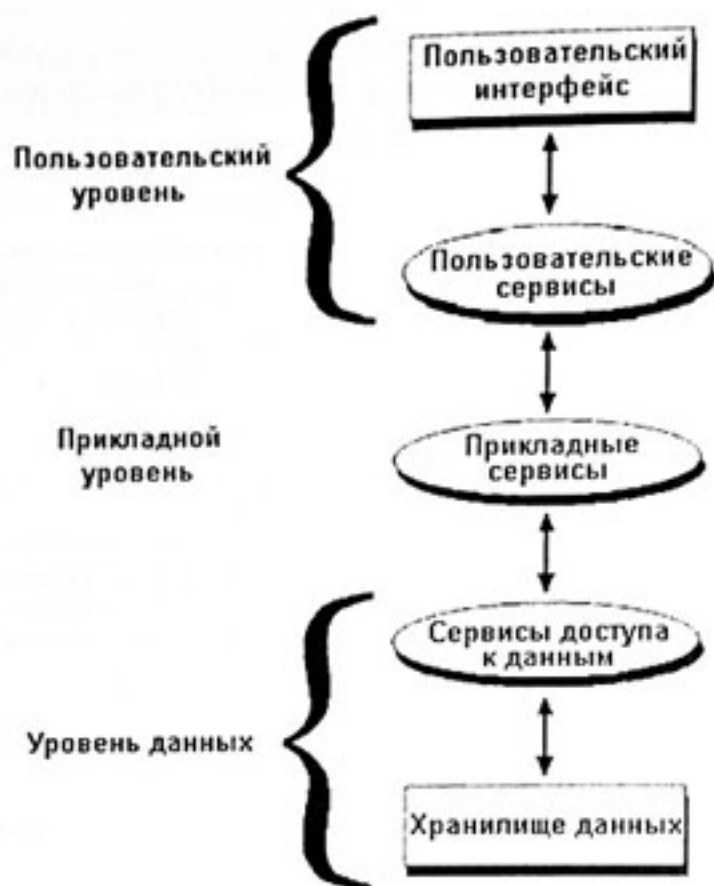 Пользовательский
интерфейс
Пользовательский
уровень
Пользовательские
сервисы
Прикладной
уровень
Прикладные
сервисы
Сервисы доступа
к данным
Уровень данных
Хранилище данных